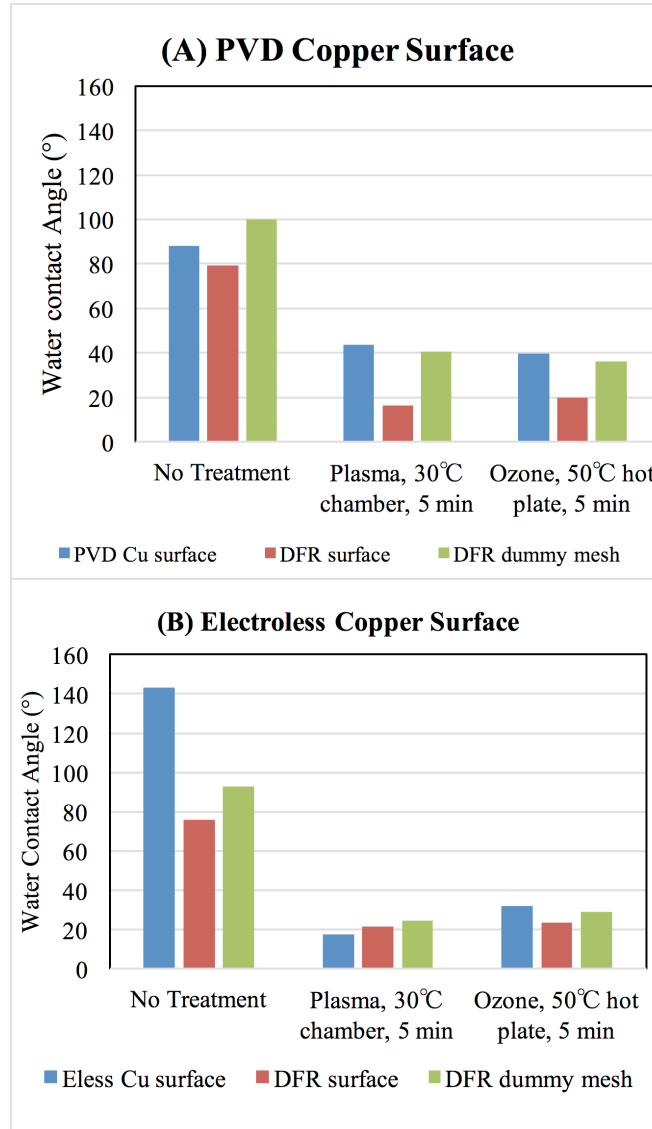 (A) PVD Copper Surface
Water contact Angle (°)
160
140
120
100
80
60
40
20
0
No Treatment
Plasma, 30℃
chamber, 5 min
Ozone, 50℃ hot
plate, 5 min
PVD Cu surface
DFR surface
DFR dummy mesh
(B) Electroless Copper Surface
Water Contact Angle (°)
160
140
120
100
80
60
40
20
0
No Treatment
Plasma, 30℃
chamber, 5 min
Ozone, 50℃ hot
plate, 5 min
Eless Cu surface
DFR surface
DFR dummy mesh